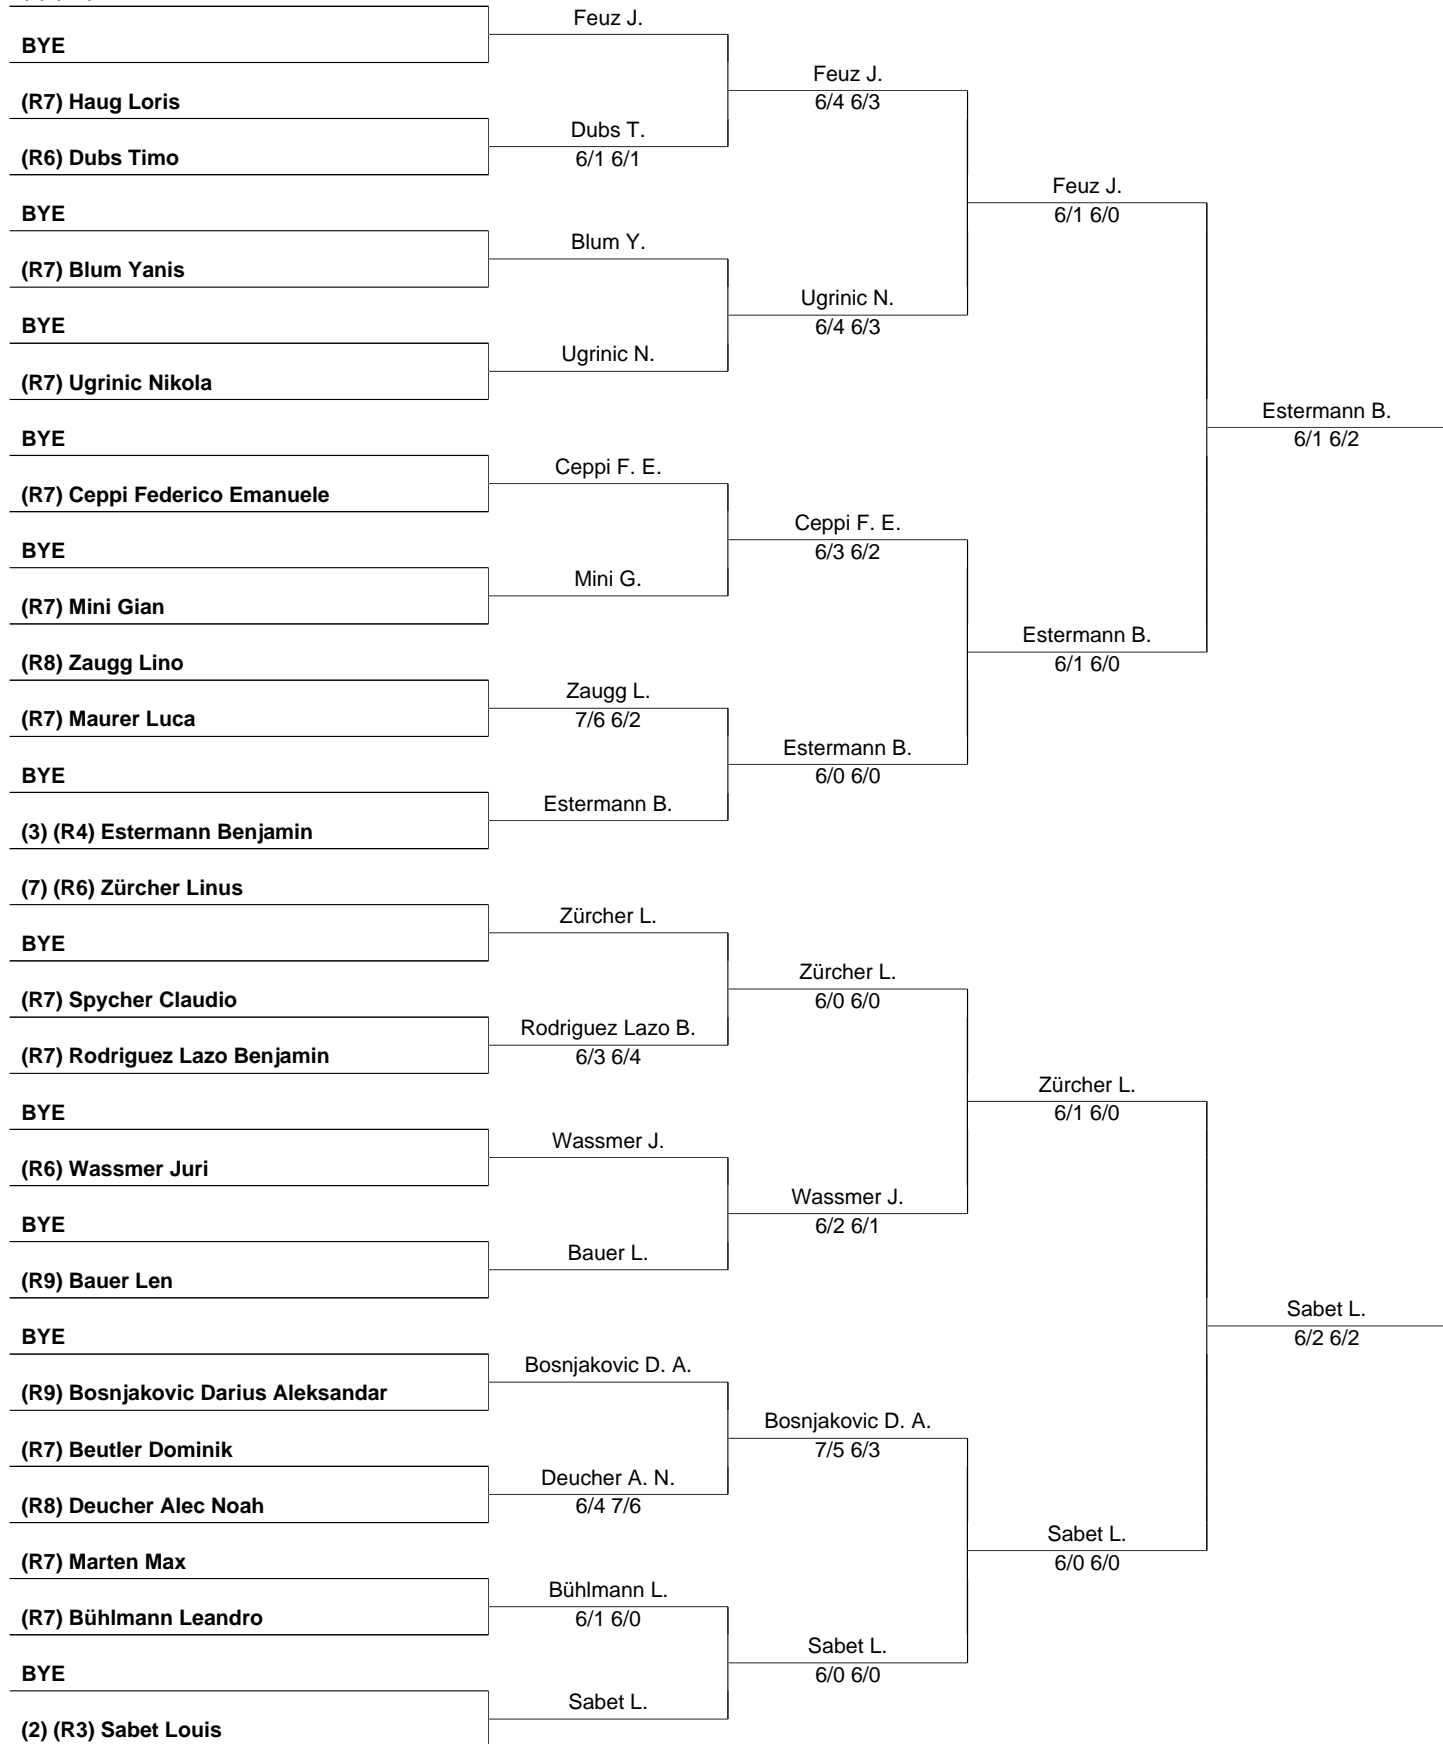 BYE
(R7) Haug Loris
(R6) Dubs Timo
BYE
(R7) Blum Yanis
BYE
(R7) Ugrinic Nikola
BYE
(R7) Ceppi Federico Emanuele
BYE
(R7) Mini Gian
(R8) Zaugg Lino
(R7) Maurer Luca
BYE
(3) (R4) Estermann Benjamin
(7) (R6) Zürcher Linus
BYE
(R7) Spycher Claudio
(R7) Rodriguez Lazo Benjamin
BYE
(R6) Wassmer Juri
BYE
(R9) Bauer Len
BYE
(R9) Bosnjakovic Darius Aleksandar
(R7) Beutler Dominik
(R8) Deucher Alec Noah
(R7) Marten Max
(R7) Bühlmann Leandro
BYE
(2) (R3) Sabet Louis
Feuz J.
Dubs T.
6/1 6/1
Blum Y.
Ugrinic N.
Ceppi F. E.
Mini G.
Zaugg L.
7/6 6/2
Estermann B.
Zürcher L.
Rodriguez Lazo B.
6/3 6/4
Wassmer J.
Bauer L.
Bosnjakovic D. A.
Deucher A. N.
6/4 7/6
Bühlmann L.
6/1 6/0
Sabet L.
Feuz J.
6/4 6/3
Ugrinic N.
6/4 6/3
Ceppi F. E.
6/3 6/2
Estermann B.
6/0 6/0
Zürcher L.
6/0 6/0
Wassmer J.
6/2 6/1
Bosnjakovic D. A.
7/5 6/3
Sabet L.
6/0 6/0
Feuz J.
6/1 6/0
Estermann B.
6/1 6/0
Zürcher L.
6/1 6/0
Sabet L.
6/0 6/0
Estermann B.
6/1 6/2
Sabet L.
6/2 6/2